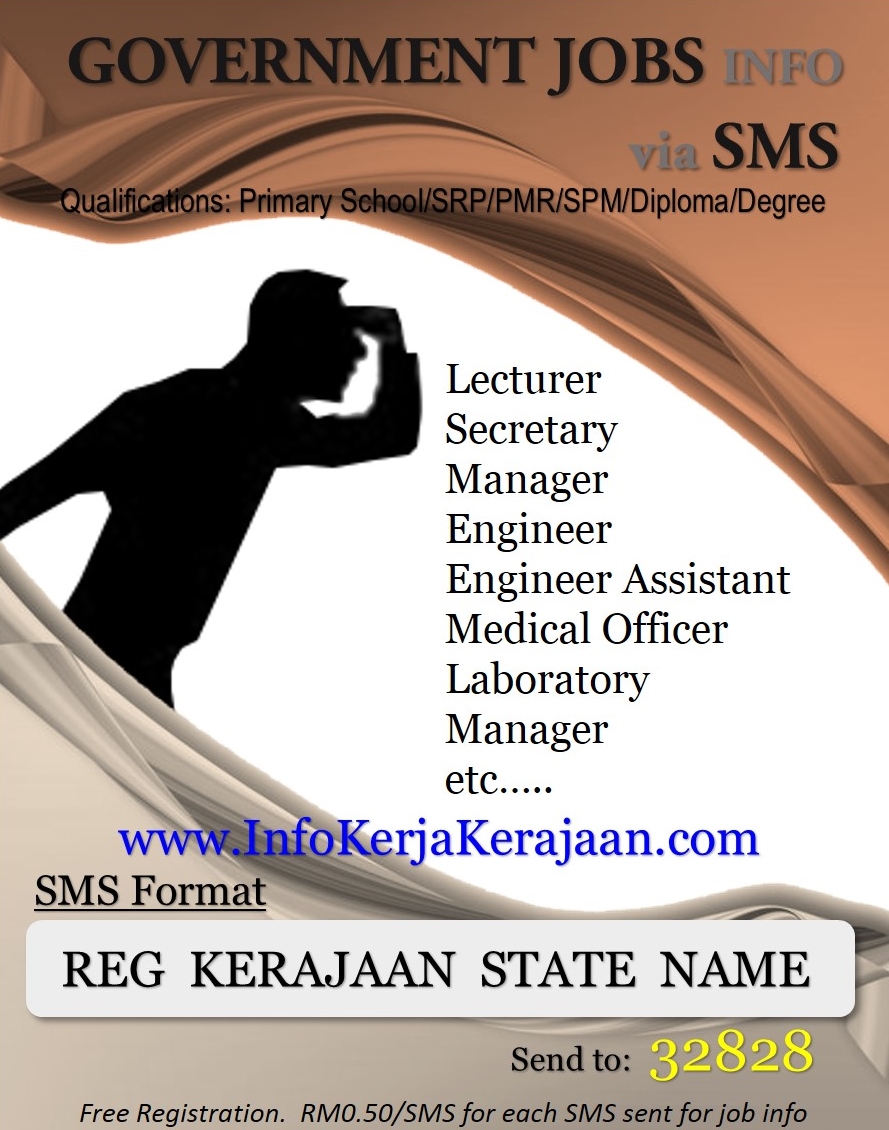 GOVERNMENT JOBS INFO
via SMS
Qualifications: Primary School/SRP/PMR/SPM/Diploma/Degree
Lecturer
Secretary
Manager
Engineer
Engineer Assistant
Medical Officer
Laboratory
Manager
etc.....
www.InfoKerjaKerajaan.com
SMS Format
REG KERAJAAN STATE NAME
Send to: 32828
Free Registration. RM0.50/SMS for each SMS sent for job info